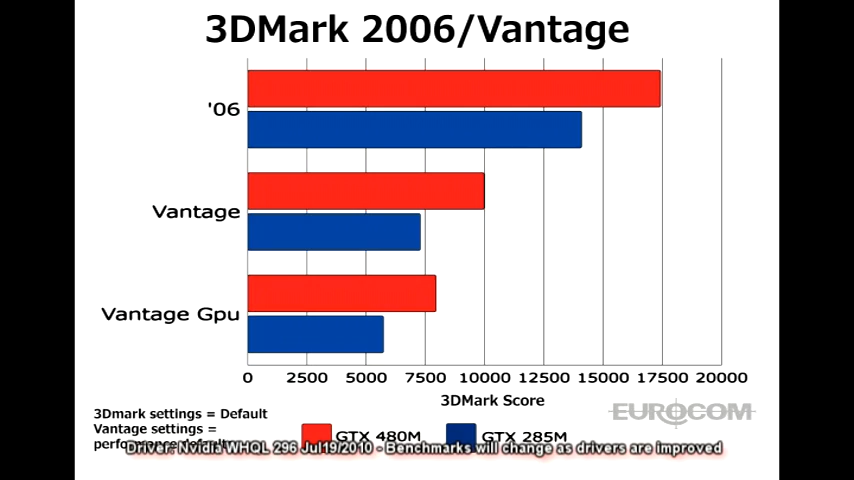 3DMark 2006/Vantage
'06
Vantage
Vantage Gpu
0 2500 5000 7500 10000 12500 15000 17500 20000
3DMark Score
EUROCOM
3Dmark settings = Default
Vantage settings =
GTX 480M GTX 285M
Driver: Nvidia WHQL 296 Jul19/2010 - Benchmarks will change as drivers are improved